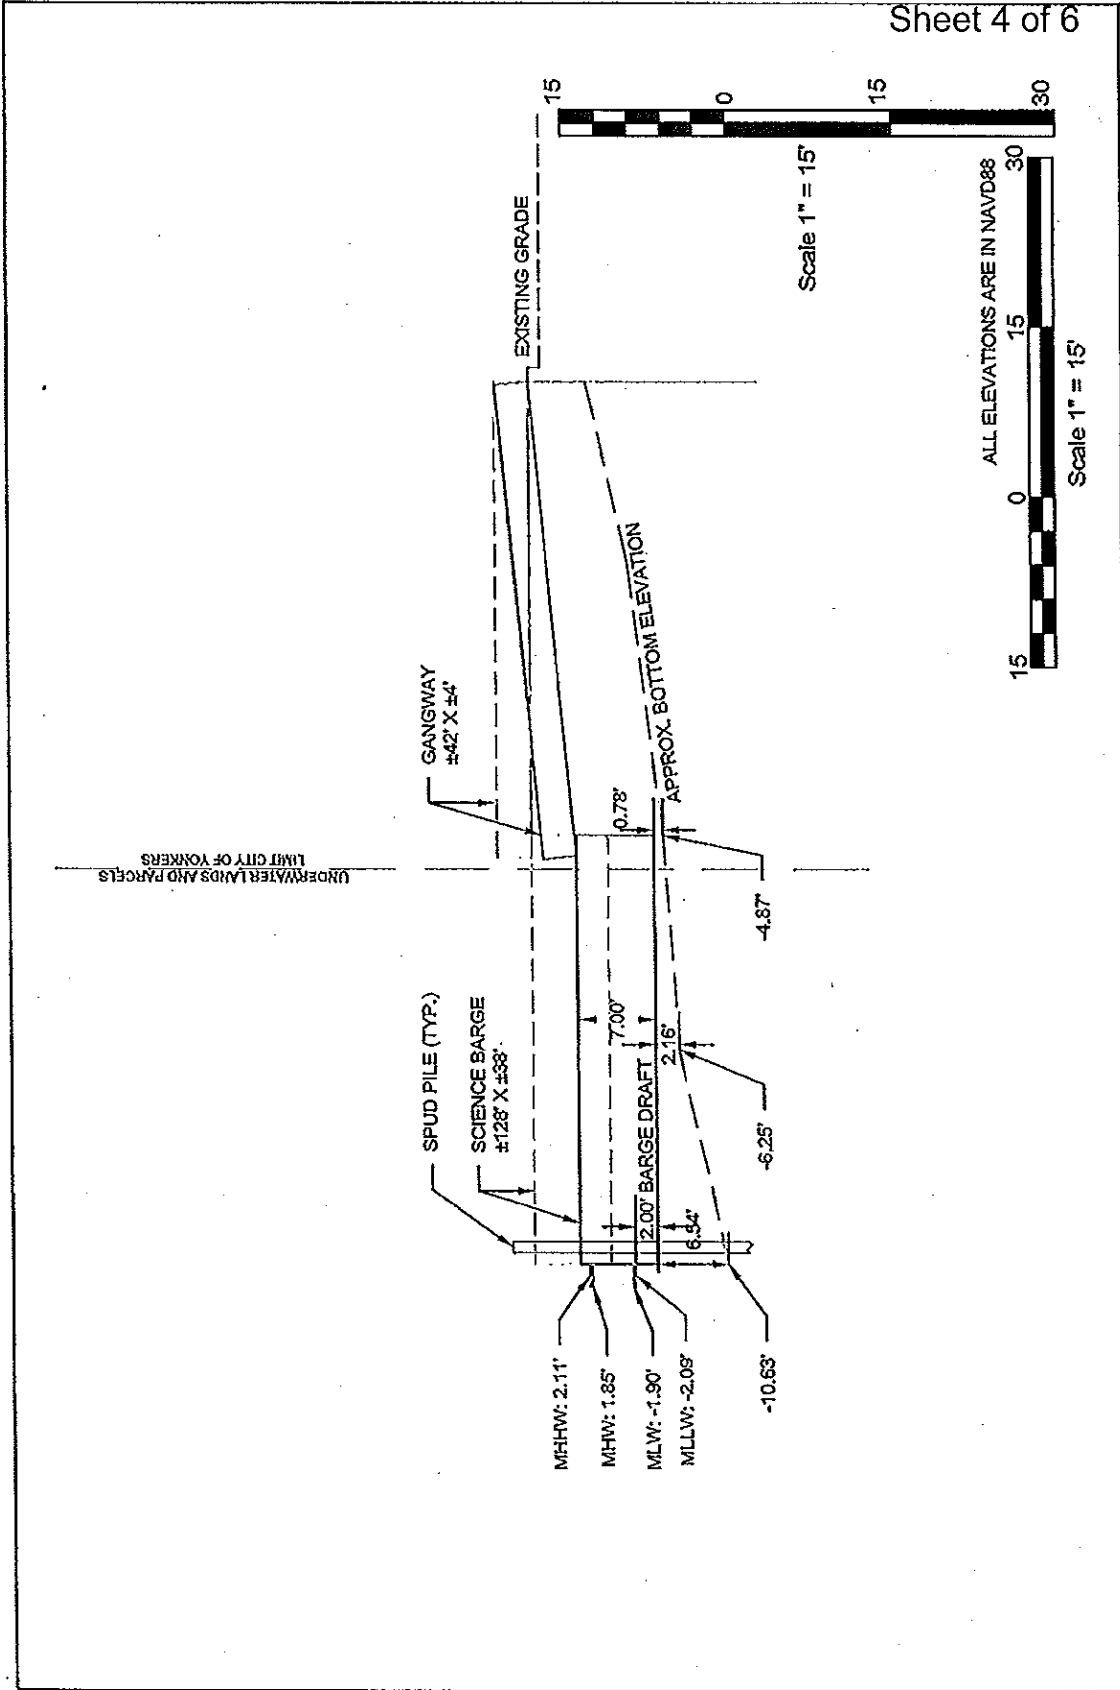 Sheet 4 of 6
UNDERWATER LANDS AND PARCELS
LIMIT CITY OF YONKERS
SPUD PILE (TYP.)
SCIENCE BARGE
±128' X ±38'
GANGWAY
±42' X ±4'
EXISTING GRADE
MHHW: 2.11'
MHW: 1.85'
MLW: -1.90'
MLLW: -2.09'
-10.63'
2.00' BARGE DRAFT
6.54'
7.00'
2.16'
-6.25'
0.78'
-4.87'
APPROX. BOTTOM ELEVATION
15
0
15
30
Scale 1" = 15'
ALL ELEVATIONS ARE IN NAVD88
15
0
15
30
Scale 1" = 15'